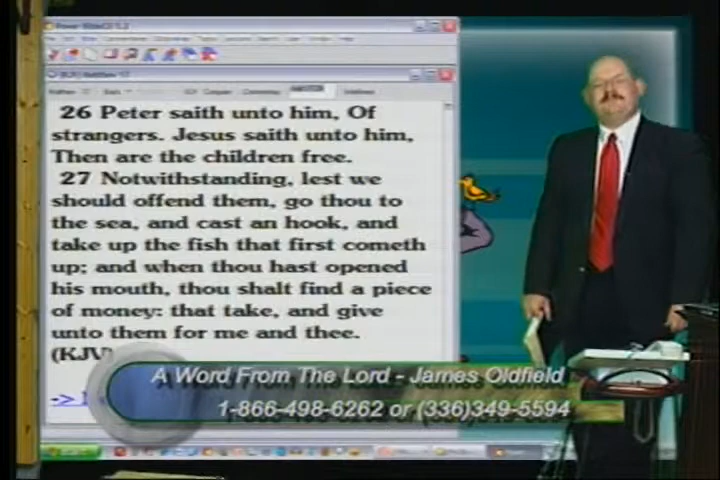 26 Peter saith unto him, Of
strangers. Jesus saith unto him,
Then are the children free.
27 Notwithstanding, lest we
should offend them, go thou to
the sea, and cast an hook, and
take up the fish that first cometh
up; and when thou hast opened
his mouth, thou shalt find a piece
of money: that take, and give
unto them for me and thee.
(KJV)
A Word From The Lord - James Oldfield
1-866-498-6262 or (336)349-5594